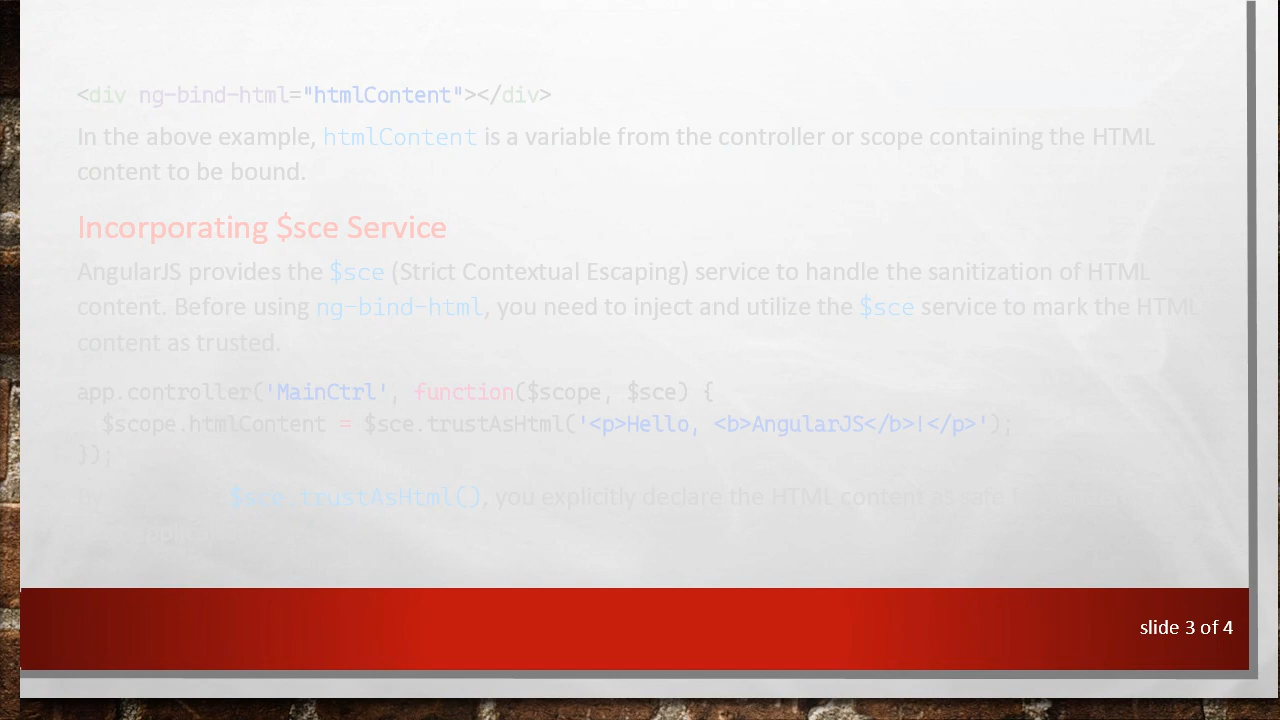 <div ng-bind-html="htmlContent"></div>
In the above example, htmlContent is a variable from the controller or scope containing the HTML
content to be bound.
Incorporating $sce Service
AngularJS provides the $sce (Strict Contextual Escaping) service to handle the sanitization of HTML
content. Before using ng-bind-html, you need to inject and utilize the $sce service to mark the HTML
content as trusted.
app.controller('MainCtrl', function($scope, $sce) {
  $scope.htmlContent = $sce.trustAsHtml('<p>Hello, <b>AngularJS</b>!</p>');
});
$sce.trustAsHtml(), you explicitly declare the HTML content as safe
slide 3 of 4